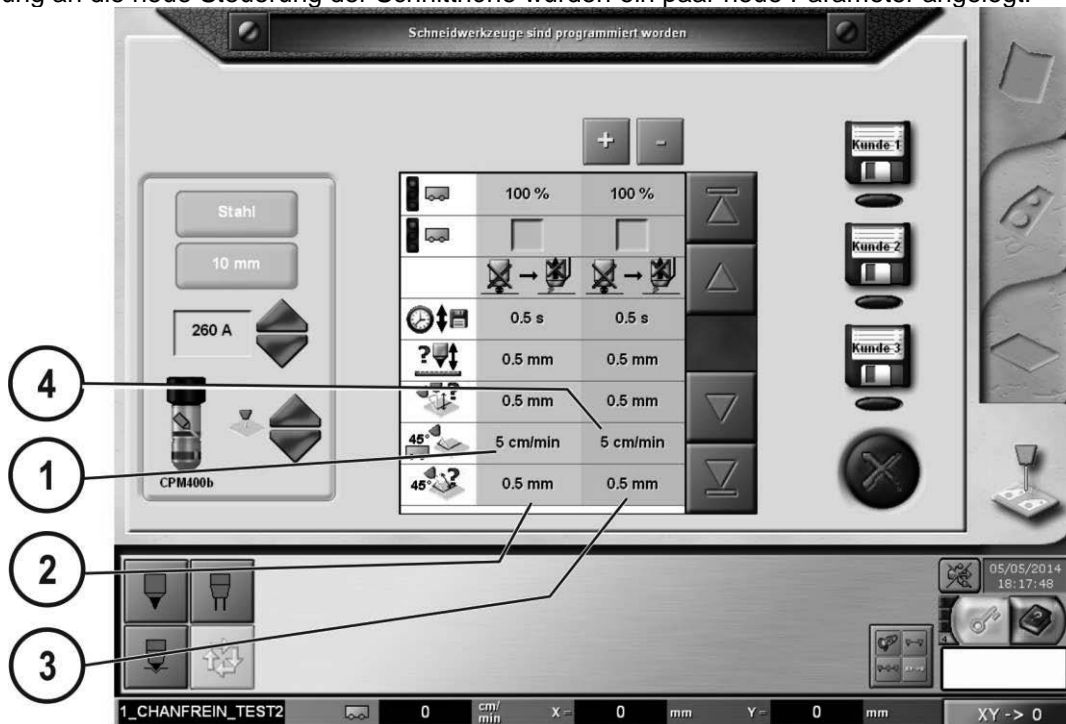 an die neue Steuerung der Schnitthöhe wurden ein paar neue Parameter angelegt.
Schneidwerkzeuge sind programmiert worden
+ -
Kunde 1
100 % 100 %
Stahl
10 mm
Kunde 2
0.5 s 0.5 s
260 A
? 0.5 mm 0.5 mm
Kunde 3
4
? 0.5 mm 0.5 mm
45° 5 cm/min 5 cm/min
1
CPM400b
45° ? 0.5 mm 0.5 mm
2
05/05/2014
18:17:48
4
3
1_CHANFREIN_TEST2 0 cm/min X = 0 mm Y = 0 mm XY -> 0